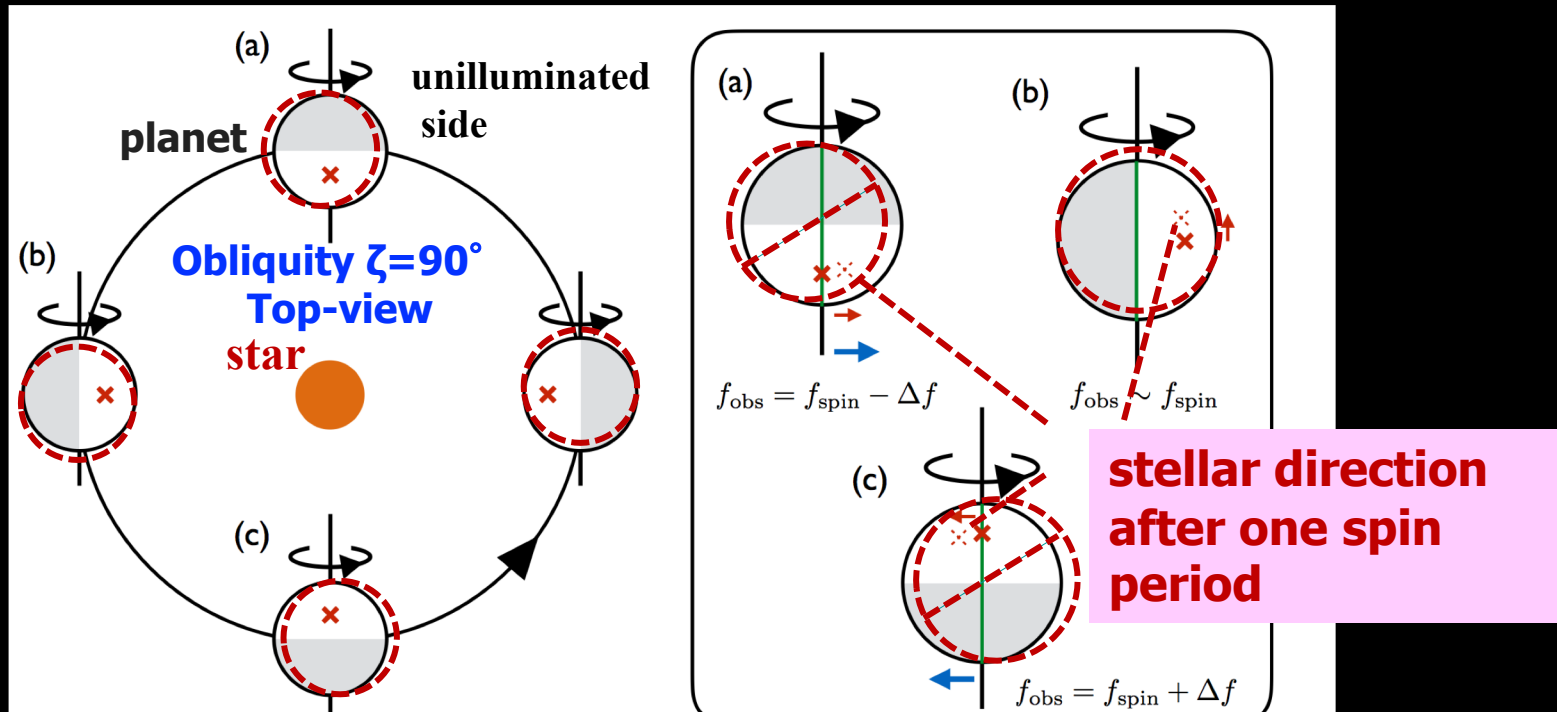 (a)
unilluminated
side
planet
(b)
Obliquity ζ=90°
Top-view
star
(c)
(a)
(b)
f_obs = f_spin − Δf
f_obs ∼ f_spin
(c)
stellar direction
after one spin
period
f_obs = f_spin + Δf